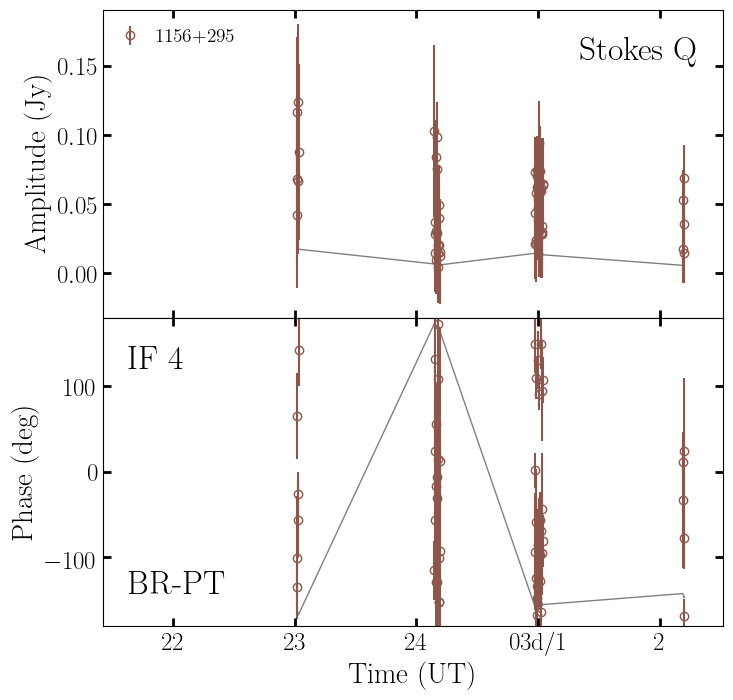 1156+295
Stokes Q
0.15
0.10
0.05
0.00
Amplitude (Jy)
IF 4
100
0
−100
Phase (deg)
BR-PT
22 23 24 03d/1 2
Time (UT)